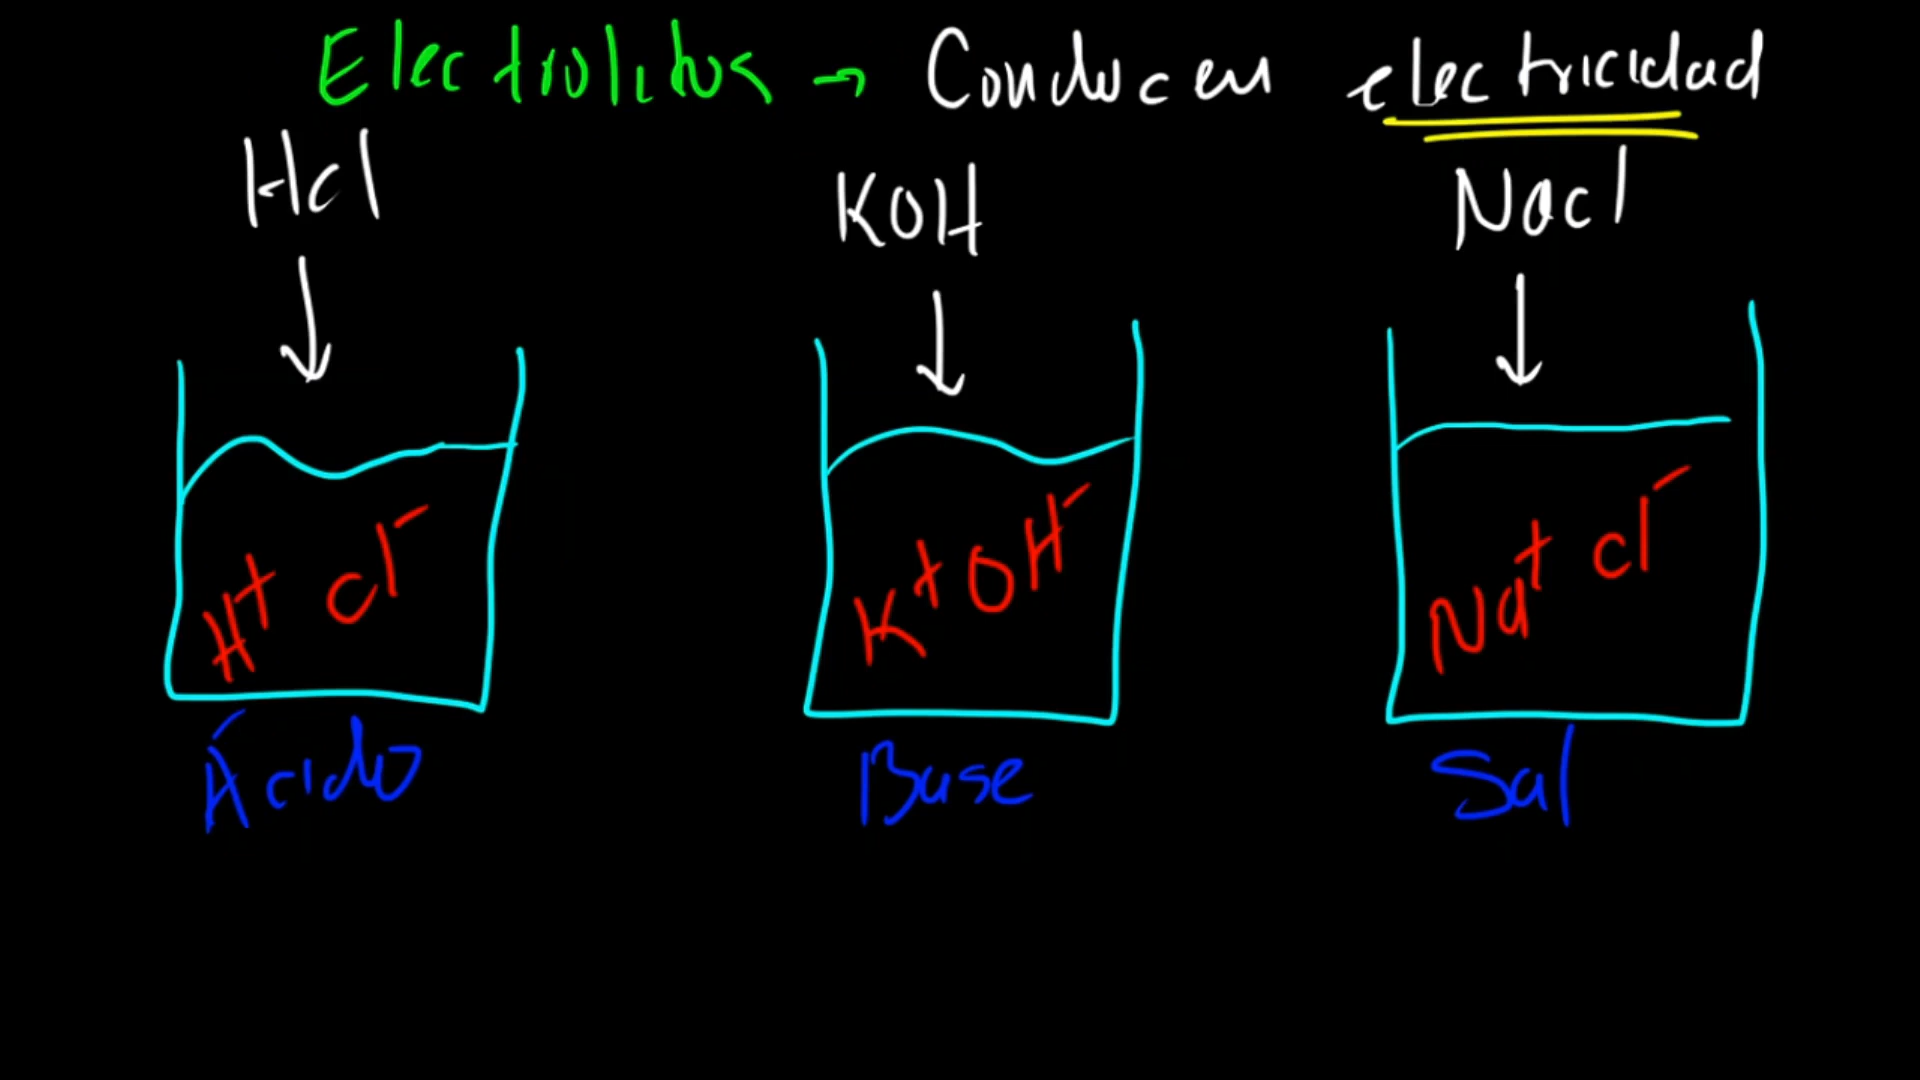 Electrolitos → Conducen electricidad
Hcl KOH Nacl
H⁺ cl⁻ K⁺ OH⁻ Na⁺ cl⁻
Ácido Base Sal